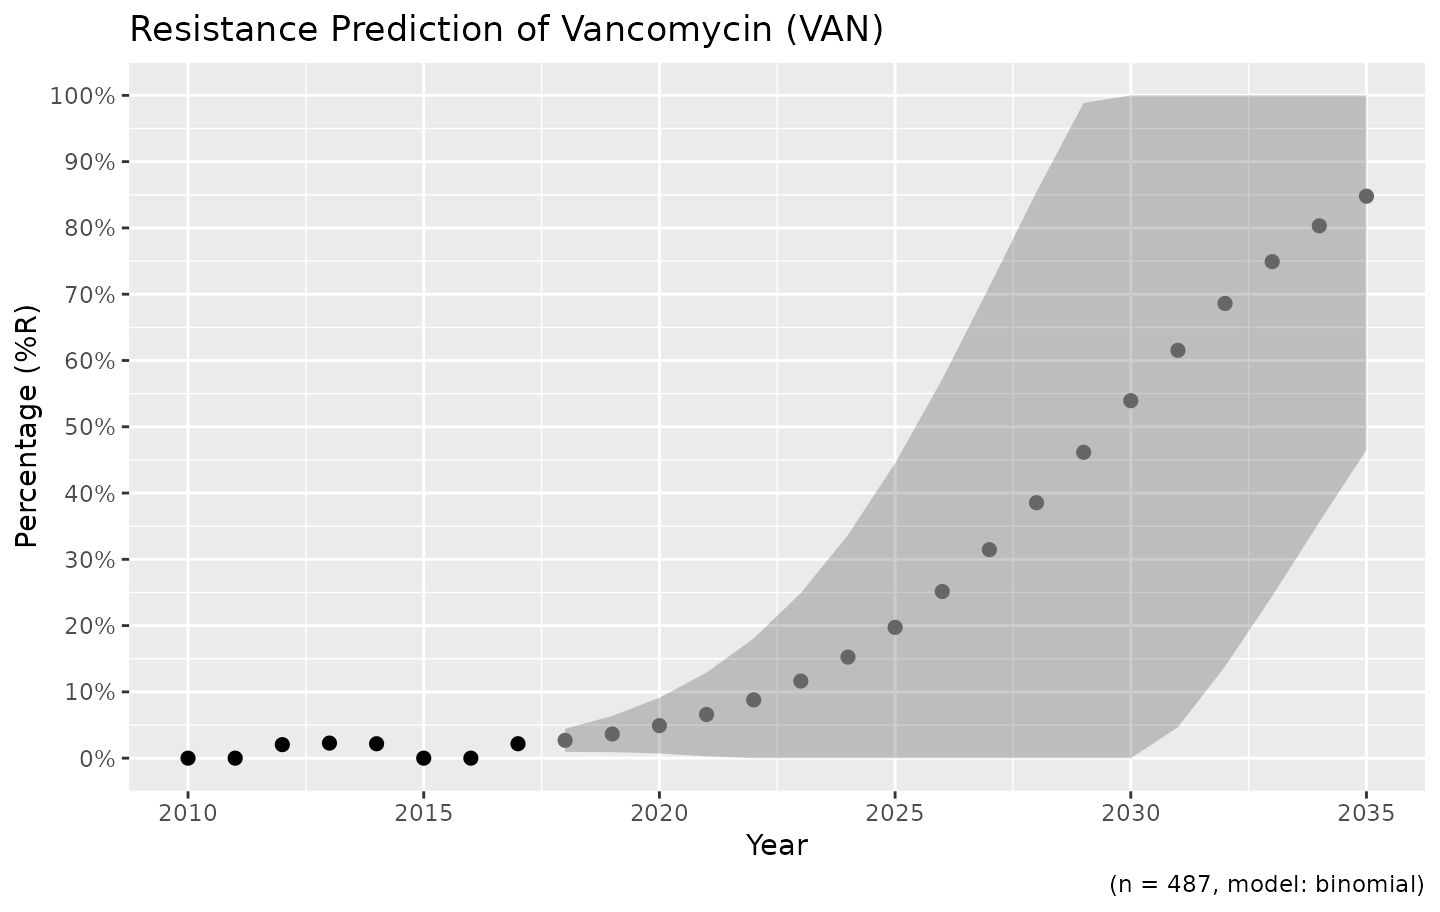 Resistance Prediction of Vancomycin (VAN)
Percentage (%R)
100%
90%
80%
70%
60%
50%
40%
30%
20%
10%
0%
2010 2015 2020 2025 2030 2035
Year
(n = 487, model: binomial)